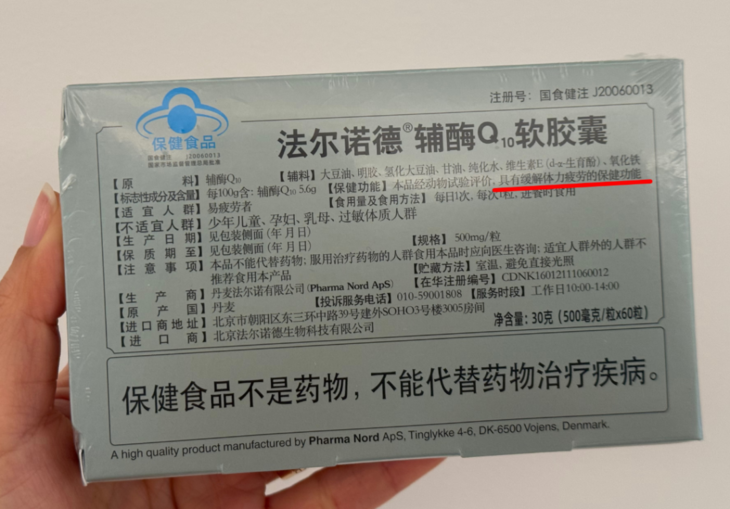 注册号：国食健注 J20060013
保健食品
国家市场监督管理总局批准
法尔诺德®辅酶Q10软胶囊
【原料】辅酶Q10 【辅料】大豆油、明胶、氢化大豆油、甘油、纯化水、维生素E (d-α-生育酚)、氧化铁
【标志性成分及含量】每100g含: 辅酶Q10 5.6g 【保健功能】本品经动物试验评价, 具有缓解体力疲劳的保健功能
【适宜人群】易疲劳者 【食用量及食用方法】每日1次, 每次1粒, 进餐时食用
【不适宜人群】少年儿童、孕妇、乳母、过敏体质人群
【生产日期】见包装侧面 (年 月 日) 【规格】500mg/粒
【保质期至】见包装侧面 (年 月 日)
【注意事项】本品不能代替药物; 服用治疗药物的人群食用本品时应向医生咨询; 适宜人群外的人群不
推荐食用本产品 【贮藏方法】室温, 避免直接光照
【生产商】丹麦法尔诺有限公司 (Pharma Nord ApS) 【在华注册编号】CDNK16012111060012
【原产国】丹麦 【投诉服务电话】010-59001808 【服务时段】工作日10:00-14:00
【进口商地址】北京市朝阳区东三环中路39号建外SOHO3号楼3005房间
【进口商】北京法尔诺德生物科技有限公司 净含量: 30克 (500毫克/粒x60粒)
保健食品不是药物，不能代替药物治疗疾病。
A high quality product manufactured by Pharma Nord ApS, Tinglykke 4-6, DK-6500 Vojens, Denmark.